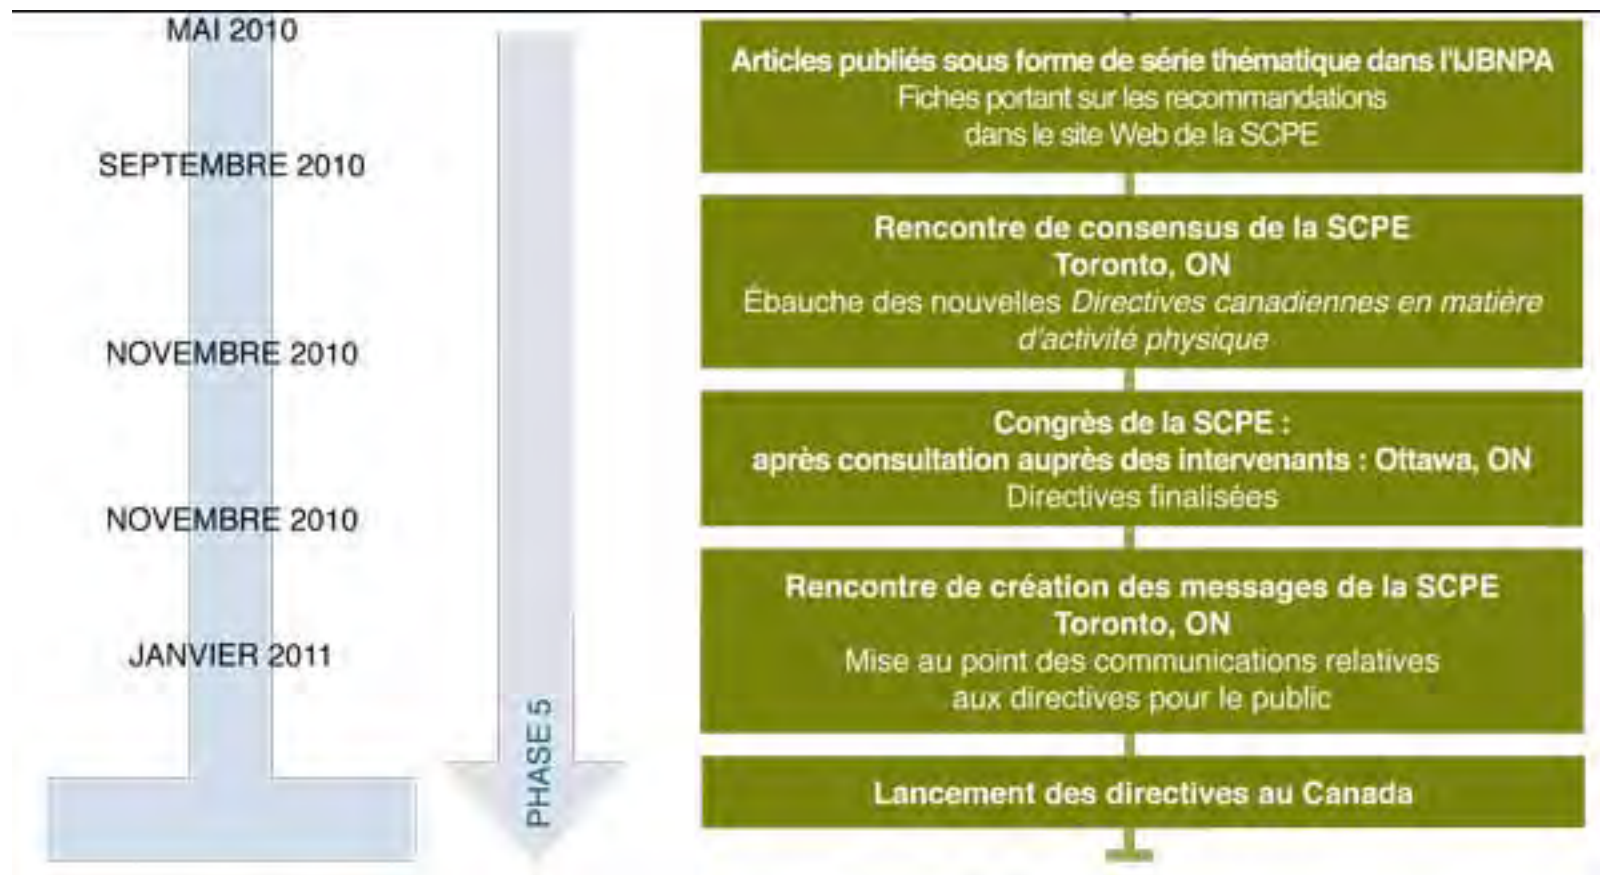 MAI 2010
SEPTEMBRE 2010
NOVEMBRE 2010
NOVEMBRE 2010
JANVIER 2011
PHASE 5
Articles publiés sous forme de série thématique dans l'IJBNPA
Fiches portant sur les recommandations
dans le site Web de la SCPE
Rencontre de consensus de la SCPE
Toronto, ON
Ébauche des nouvelles Directives canadiennes en matière
d'activité physique
Congrès de la SCPE :
après consultation auprès des intervenants : Ottawa, ON
Directives finalisées
Rencontre de création des messages de la SCPE
Toronto, ON
Mise au point des communications relatives
aux directives pour le public
Lancement des directives au Canada